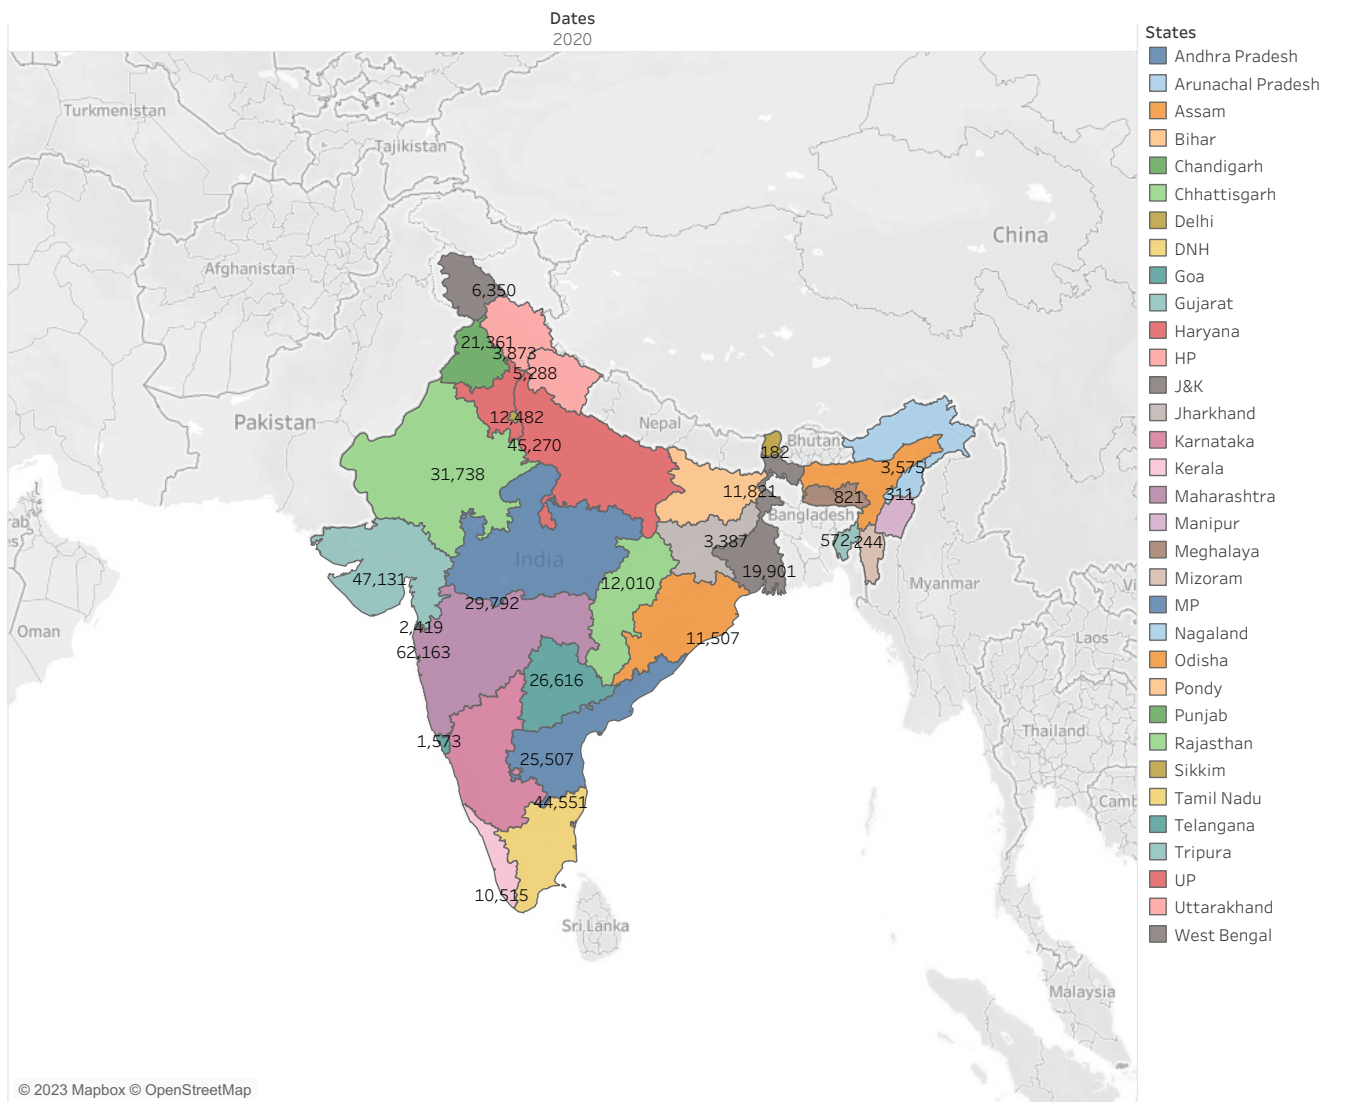 Dates
2020
States
Andhra Pradesh
Arunachal Pradesh
Assam
Bihar
Chandigarh
Chhattisgarh
Delhi
DNH
Goa
Gujarat
Haryana
HP
J&K
Jharkhand
Karnataka
Kerala
Maharashtra
Manipur
Meghalaya
Mizoram
MP
Nagaland
Odisha
Pondy
Punjab
Rajasthan
Sikkim
Tamil Nadu
Telangana
Tripura
UP
Uttarakhand
West Bengal
Turkmenistan
Tajikistan
China
Afghanistan
6,350
21,361
3,873
5,288
12,482
Pakistan
Nepal
Bhutan
45,270
182
31,738
3,575
11,821
821
311
Bangladesh
572
244
3,387
India
19,901
47,131
12,010
Myanmar
29,792
2,419
Oman
11,507
Laos
62,163
26,616
Thailand
1,573
25,507
44,551
10,515
Sri Lanka
Malaysia
© 2023 Mapbox © OpenStreetMap